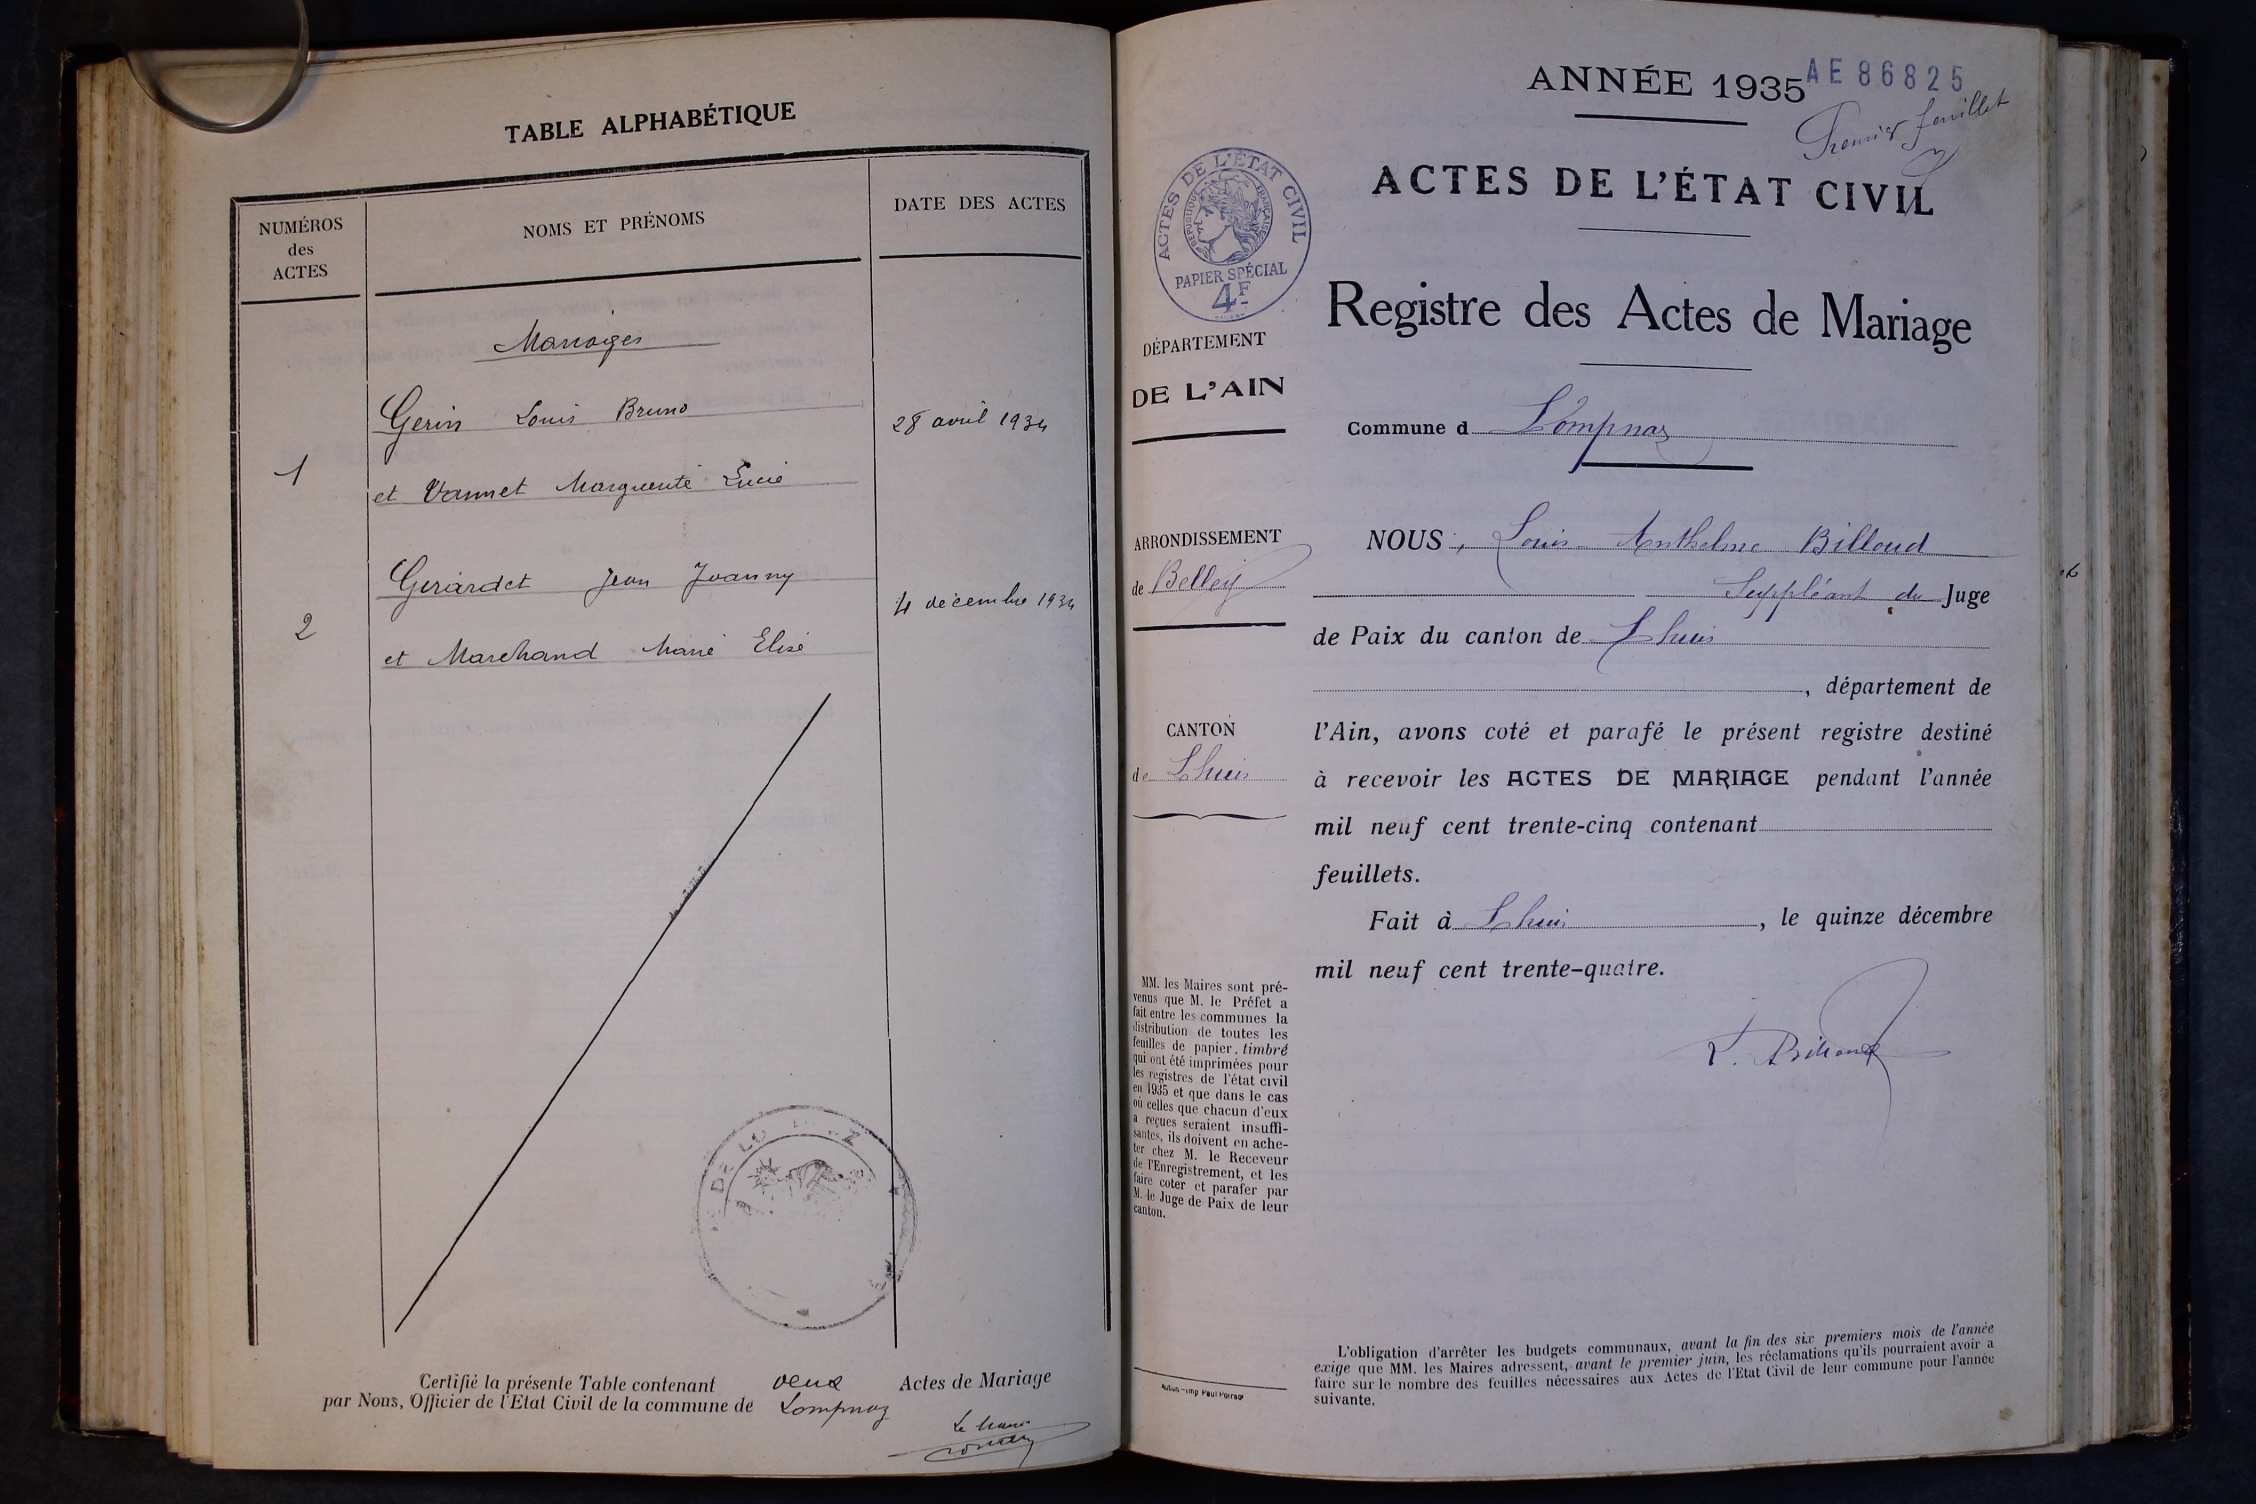 TABLE ALPHABÉTIQUE
NUMÉROS
des
ACTES
NOMS ET PRÉNOMS
DATE DES ACTES
Mariages
1
Gerin Louis Bruno
28 avril 1934
et Vannet Marguerite Lucie
2
Gerardet Jean Joanny
4 décembre 1934
et Marchand Marie Elise
Certifié la présente Table contenant deux Actes de Mariage
par Nous, Officier de l'Etat Civil de la commune de Lompnaz
Le Maire
ANNÉE 1935
AE 86825
Premier feuillet
ACTES DE L'ÉTAT CIVIL
ACTES DE L'ÉTAT CIVIL
RÉPUBLIQUE FRANÇAISE
PAPIER SPÉCIAL
4F
Registre des Actes de Mariage
DÉPARTEMENT
DE L'AIN
Commune d Lompnaz
ARRONDISSEMENT
de Belley
CANTON
de Lhuis
NOUS, Louis Anthelme Billoud
Suppléant du Juge
de Paix du canton de Lhuis
, département de
l'Ain, avons coté et parafé le présent registre destiné
à recevoir les ACTES DE MARIAGE pendant l'année
mil neuf cent trente-cinq contenant
feuillets.
Fait à Lhuis, le quinze décembre
mil neuf cent trente-quatre.
L. Billoud
MM. les Maires sont pré-
venus que M. le Préfet a
fait entre les communes la
distribution de toutes les
feuilles de papier timbré
qui ont été imprimées pour
les registres de l'état civil
en 1935 et que dans le cas
où celles que chacun d'eux
a reçues seraient insuffi-
santes, ils doivent en ache-
ter chez M. le Receveur
de l'Enregistrement, et les
faire coter et parafer par
M. le Juge de Paix de leur
canton.
L'obligation d'arrêter les budgets communaux, avant la fin des six premiers mois de l'année
exige que MM. les Maires adressent, avant le premier juin, les réclamations qu'ils pourraient avoir à
faire sur le nombre des feuilles nécessaires aux Actes de l'Etat Civil de leur commune pour l'année
suivante.